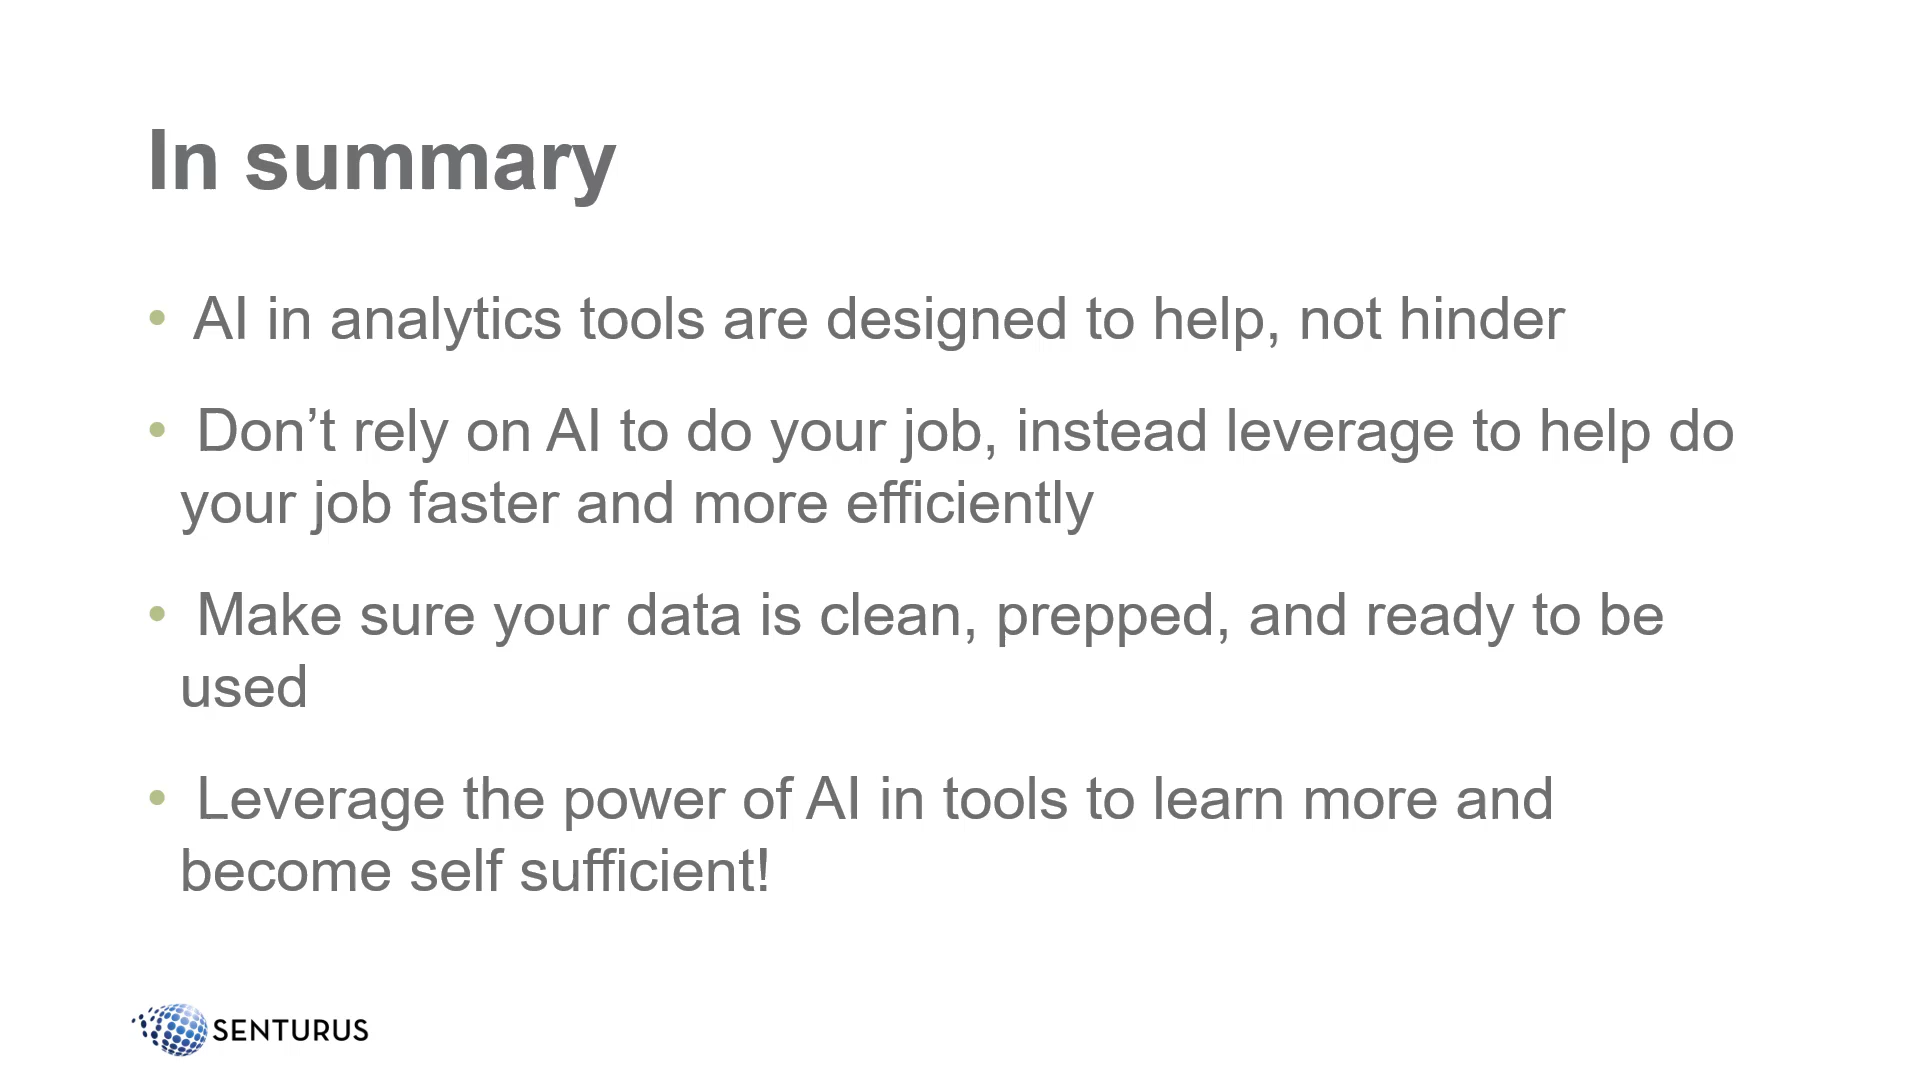 In summary
• AI in analytics tools are designed to help, not hinder
• Don’t rely on AI to do your job, instead leverage to help do
your job faster and more efficiently
• Make sure your data is clean, prepped, and ready to be
used
• Leverage the power of AI in tools to learn more and
become self sufficient!
SENTURUS